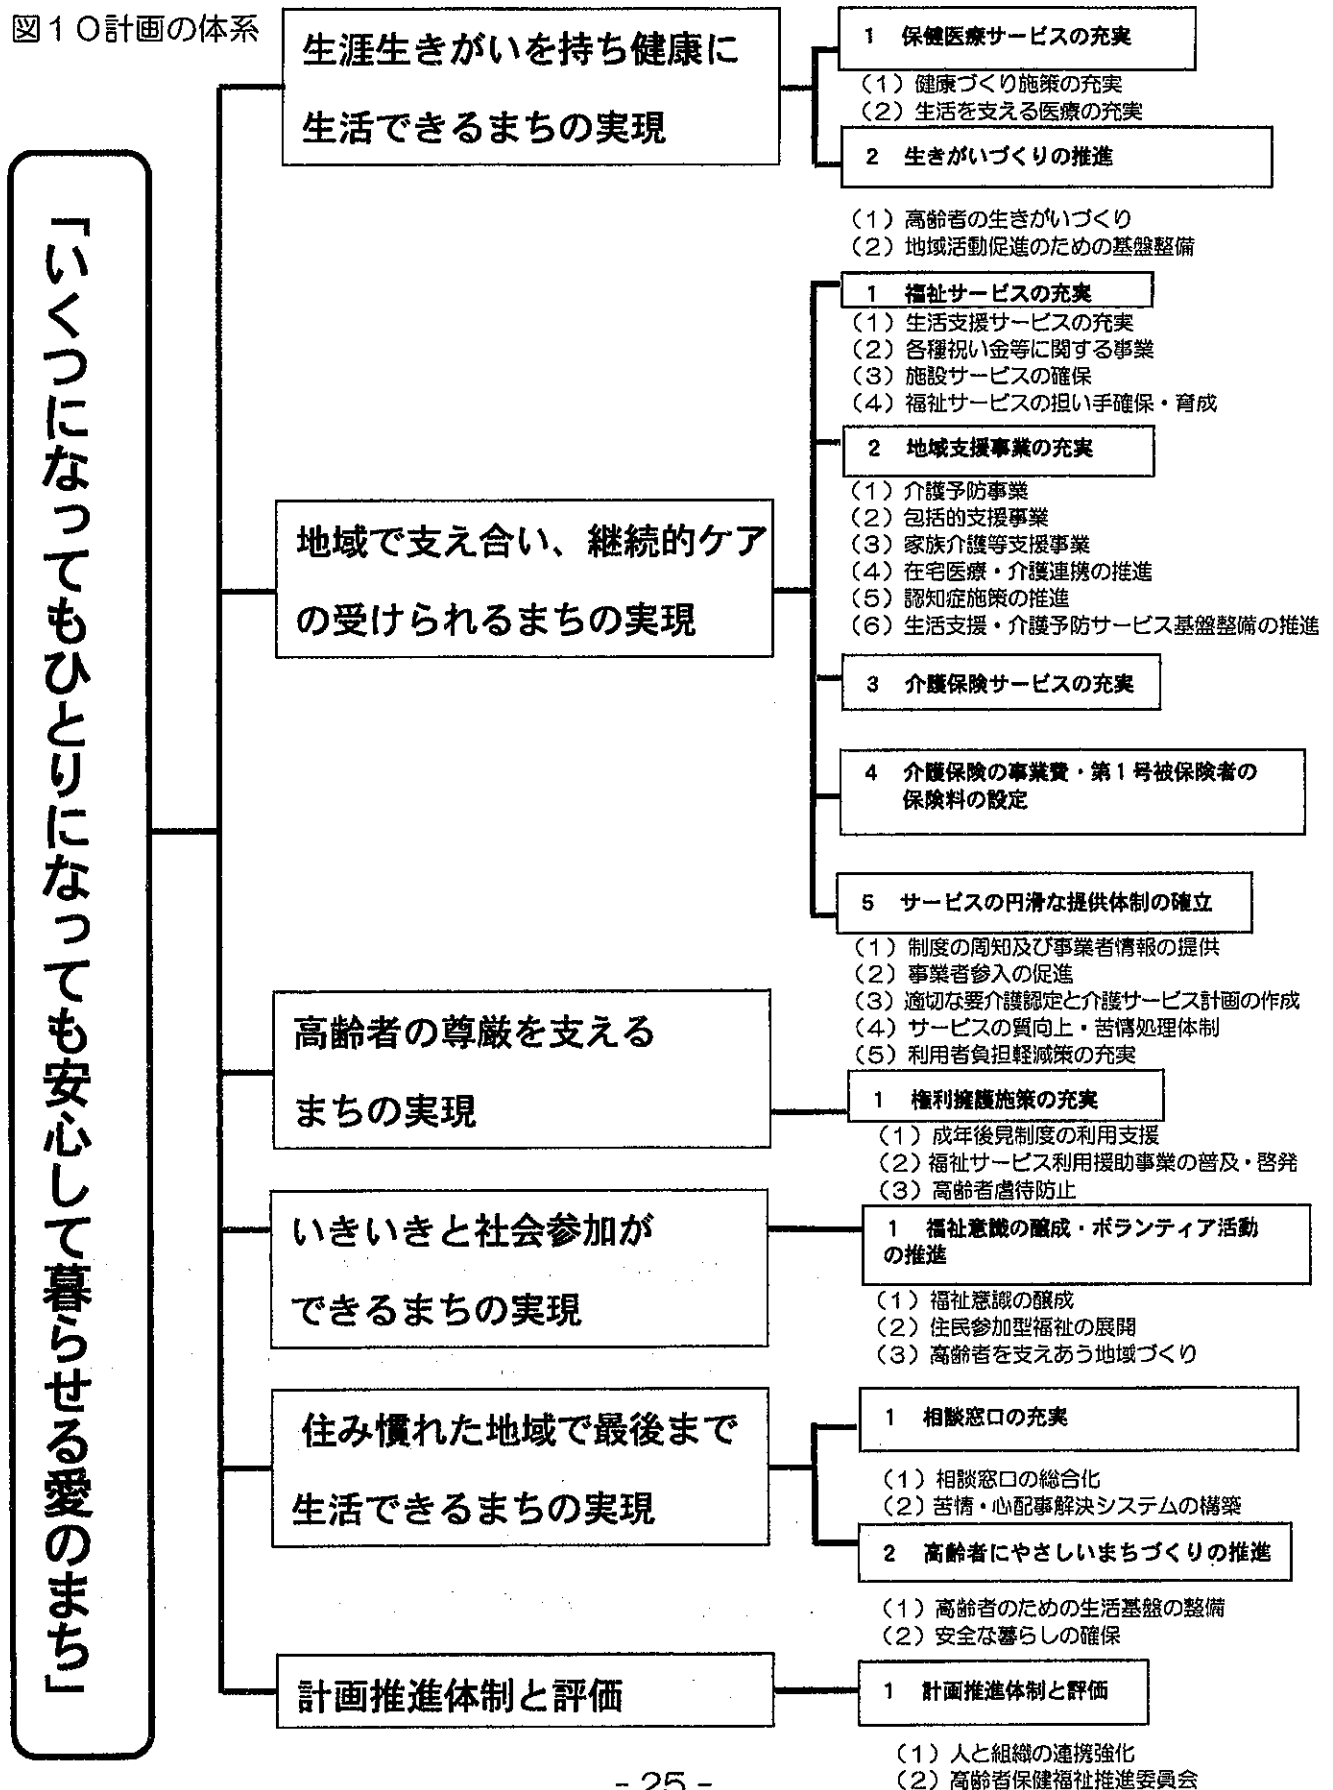 図10計画の体系
「いくつになってもひとりになっても安心して暮らせる愛のまち」
生涯生きがいを持ち健康に
生活できるまちの実現
1 保健医療サービスの充実
(1)健康づくり施策の充実
(2)生活を支える医療の充実
2 生きがいづくりの推進
(1)高齢者の生きがいづくり
(2)地域活動促進のための基盤整備
地域で支え合い、継続的ケア
の受けられるまちの実現
1 福祉サービスの充実
(1)生活支援サービスの充実
(2)各種祝い金等に関する事業
(3)施設サービスの確保
(4)福祉サービスの担い手確保・育成
2 地域支援事業の充実
(1)介護予防事業
(2)包括的支援事業
(3)家族介護等支援事業
(4)在宅医療・介護連携の推進
(5)認知症施策の推進
(6)生活支援・介護予防サービス基盤整備の推進
3 介護保険サービスの充実
4 介護保険の事業費・第1号被保険者の
保険料の設定
5 サービスの円滑な提供体制の確立
(1)制度の周知及び事業者情報の提供
(2)事業者参入の促進
(3)適切な要介護認定と介護サービス計画の作成
(4)サービスの質向上・苦情処理体制
(5)利用者負担軽減策の充実
高齢者の尊厳を支える
まちの実現
1 権利擁護施策の充実
(1)成年後見制度の利用支援
(2)福祉サービス利用援助事業の普及・啓発
(3)高齢者虐待防止
いきいきと社会参加が
できるまちの実現
1 福祉意識の醸成・ボランティア活動
の推進
(1)福祉意識の醸成
(2)住民参加型福祉の展開
(3)高齢者を支えあう地域づくり
住み慣れた地域で最後まで
生活できるまちの実現
1 相談窓口の充実
(1)相談窓口の総合化
(2)苦情・心配事解決システムの構築
2 高齢者にやさしいまちづくりの推進
(1)高齢者のための生活基盤の整備
(2)安全な暮らしの確保
計画推進体制と評価
1 計画推進体制と評価
(1)人と組織の連携強化
(2)高齢者保健福祉推進委員会
- 25 -